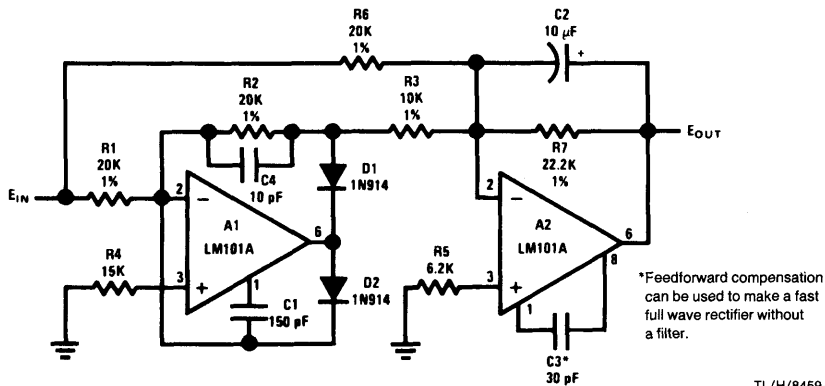 R6
20K
1%
C2
10 μF
+
R2
20K
1%
R3
10K
1%
R1
20K
1%
C4
10 pF
D1
1N914
R7
22.2K
1%
E_OUT
E_IN
2
−
A1
LM101A
6
2
−
A2
LM101A
6
R4
15K
3
+
1
D2
1N914
R5
6.2K
3
+
8
1
C1
150 pF
*Feedforward compensation
can be used to make a fast
full wave rectifier without
a filter.
C3*
30 pF
TL/H/8459